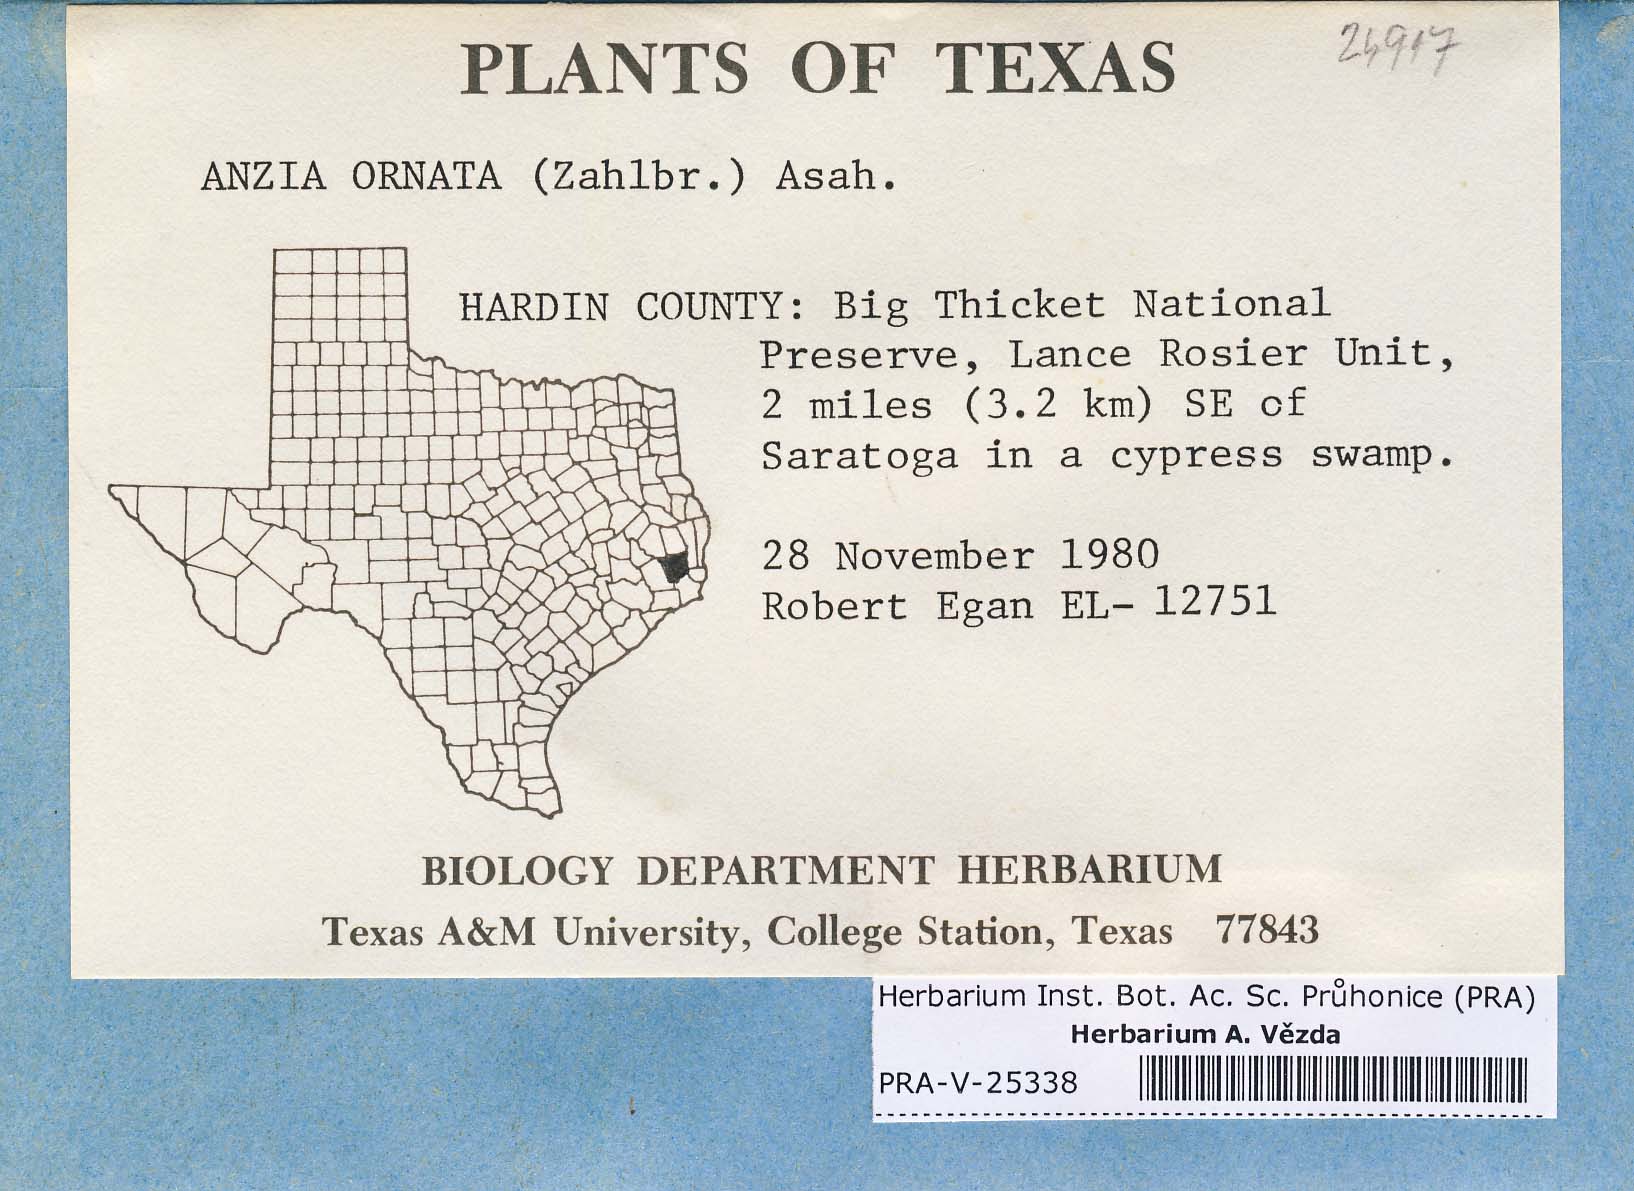 PLANTS OF TEXAS
ANZIA ORNATA (Zahlbr.) Asah.
HARDIN COUNTY: Big Thicket National
Preserve, Lance Rosier Unit,
2 miles (3.2 km) SE of
Saratoga in a cypress swamp.
28 November 1980
Robert Egan EL- 12751
BIOLOGY DEPARTMENT HERBARIUM
Texas A&M University, College Station, Texas 77843
Herbarium Inst. Bot. Ac. Sc. Průhonice (PRA)
Herbarium A. Vězda
PRA-V-25338